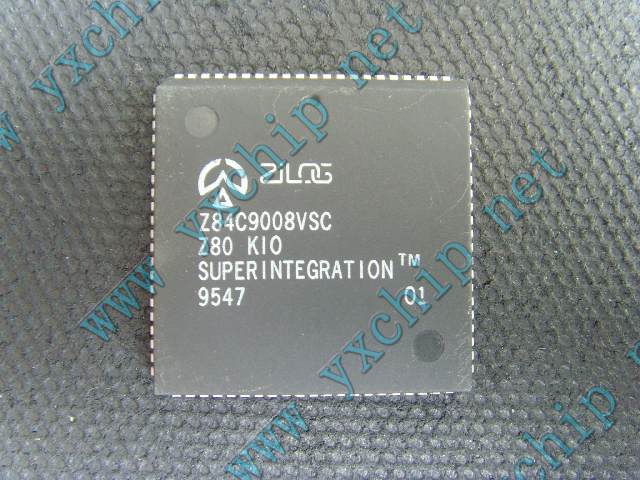 ZiLOG
Z84C9008VSC
Z80 KIO
SUPERINTEGRATION™
9547 01
www.yxchip.net
www.yxchip.net
www.yxchip.net